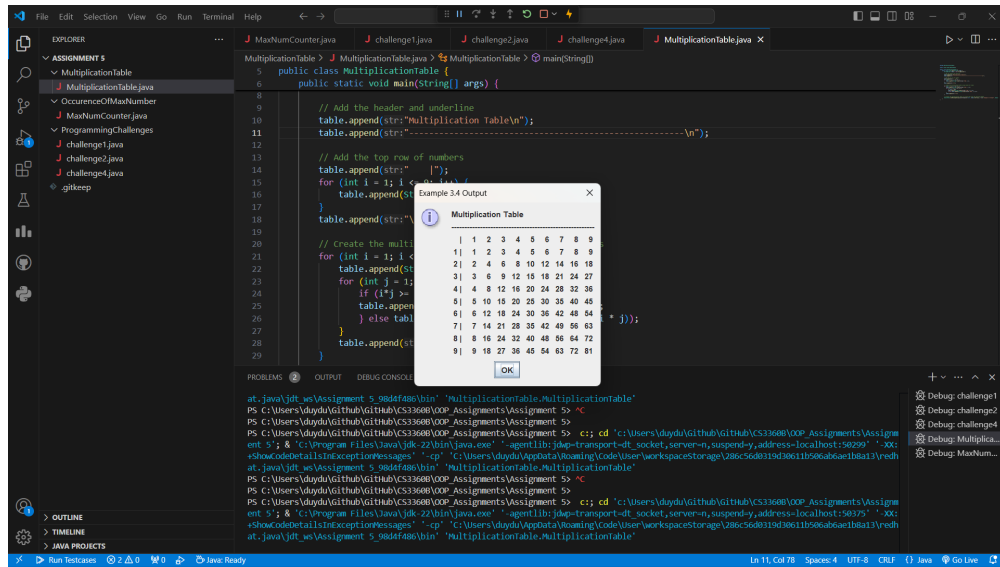 File Edit Selection View Go Run Terminal Help
EXPLORER
ASSIGNMENT 5
MultiplicationTable
J MultiplicationTable.java
OccurenceOfMaxNumber
J MaxNumCounter.java
ProgrammingChallenges
J challenge1.java
J challenge2.java
J challenge4.java
.gitkeep
OUTLINE
TIMELINE
JAVA PROJECTS
J MaxNumCounter.java J challenge1.java J challenge2.java J challenge4.java J MultiplicationTable.java
MultiplicationTable > J MultiplicationTable.java > MultiplicationTable > main(String[])
5 public class MultiplicationTable {
6 public static void main(String[] args) {
8
9 // Add the header and underline
10 table.append(str:"Multiplication Table\n");
11 table.append(str:"-------------------------------------------------------\n");
12
13 // Add the top row of numbers
14 table.append(str:"    |");
15 for (int i = 1; i <= 9; i++) {
16 table.append(St
17 }
18 table.append(str:"\
19
20 // Create the multi
21 for (int i = 1; i <
22 table.append(St
23 for (int j = 1;
24 if (i*j >=
25 table.appen
26 } else tabl * j));
27 }
28 table.append(st
29 }
Example 3.4 Output
Multiplication Table
-------------------------------------------------------
| 1 2 3 4 5 6 7 8 9
1 | 1 2 3 4 5 6 7 8 9
2 | 2 4 6 8 10 12 14 16 18
3 | 3 6 9 12 15 18 21 24 27
4 | 4 8 12 16 20 24 28 32 36
5 | 5 10 15 20 25 30 35 40 45
6 | 6 12 18 24 30 36 42 48 54
7 | 7 14 21 28 35 42 49 56 63
8 | 8 16 24 32 40 48 56 64 72
9 | 9 18 27 36 45 54 63 72 81
OK
PROBLEMS 2 OUTPUT DEBUG CONSOLE
at.java\jdt_ws\Assignment 5_98d4f486\bin' 'MultiplicationTable.MultiplicationTable'
PS C:\Users\duydu\Github\GitHub\CS3360B\OOP_Assignments\Assignment 5> ^C
PS C:\Users\duydu\Github\GitHub\CS3360B\OOP_Assignments\Assignment 5>
PS C:\Users\duydu\Github\GitHub\CS3360B\OOP_Assignments\Assignment 5> c:; cd 'c:\Users\duydu\Github\GitHub\CS3360B\OOP_Assignments\Assignm
ent 5'; & 'C:\Program Files\Java\jdk-22\bin\java.exe' '-agentlib:jdwp=transport=dt_socket,server=n,suspend=y,address=localhost:50299' '-XX:
+ShowCodeDetailsInExceptionMessages' '-cp' 'C:\Users\duydu\AppData\Roaming\Code\User\workspaceStorage\286c56d0319d30611b506ab6ae1b8a13\redh
at.java\jdt_ws\Assignment 5_98d4f486\bin' 'MultiplicationTable.MultiplicationTable'
PS C:\Users\duydu\Github\GitHub\CS3360B\OOP_Assignments\Assignment 5> ^C
PS C:\Users\duydu\Github\GitHub\CS3360B\OOP_Assignments\Assignment 5>
PS C:\Users\duydu\Github\GitHub\CS3360B\OOP_Assignments\Assignment 5> c:; cd 'c:\Users\duydu\Github\GitHub\CS3360B\OOP_Assignments\Assignm
ent 5'; & 'C:\Program Files\Java\jdk-22\bin\java.exe' '-agentlib:jdwp=transport=dt_socket,server=n,suspend=y,address=localhost:50375' '-XX:
+ShowCodeDetailsInExceptionMessages' '-cp' 'C:\Users\duydu\AppData\Roaming\Code\User\workspaceStorage\286c56d0319d30611b506ab6ae1b8a13\redh
at.java\jdt_ws\Assignment 5_98d4f486\bin' 'MultiplicationTable.MultiplicationTable'
Debug: challenge1
Debug: challenge2
Debug: challenge4
Debug: Multiplica...
Debug: MaxNum...
Run Testcases 2 0 0 Java: Ready Ln 11, Col 78 Spaces: 4 UTF-8 CRLF {} Java Go Live